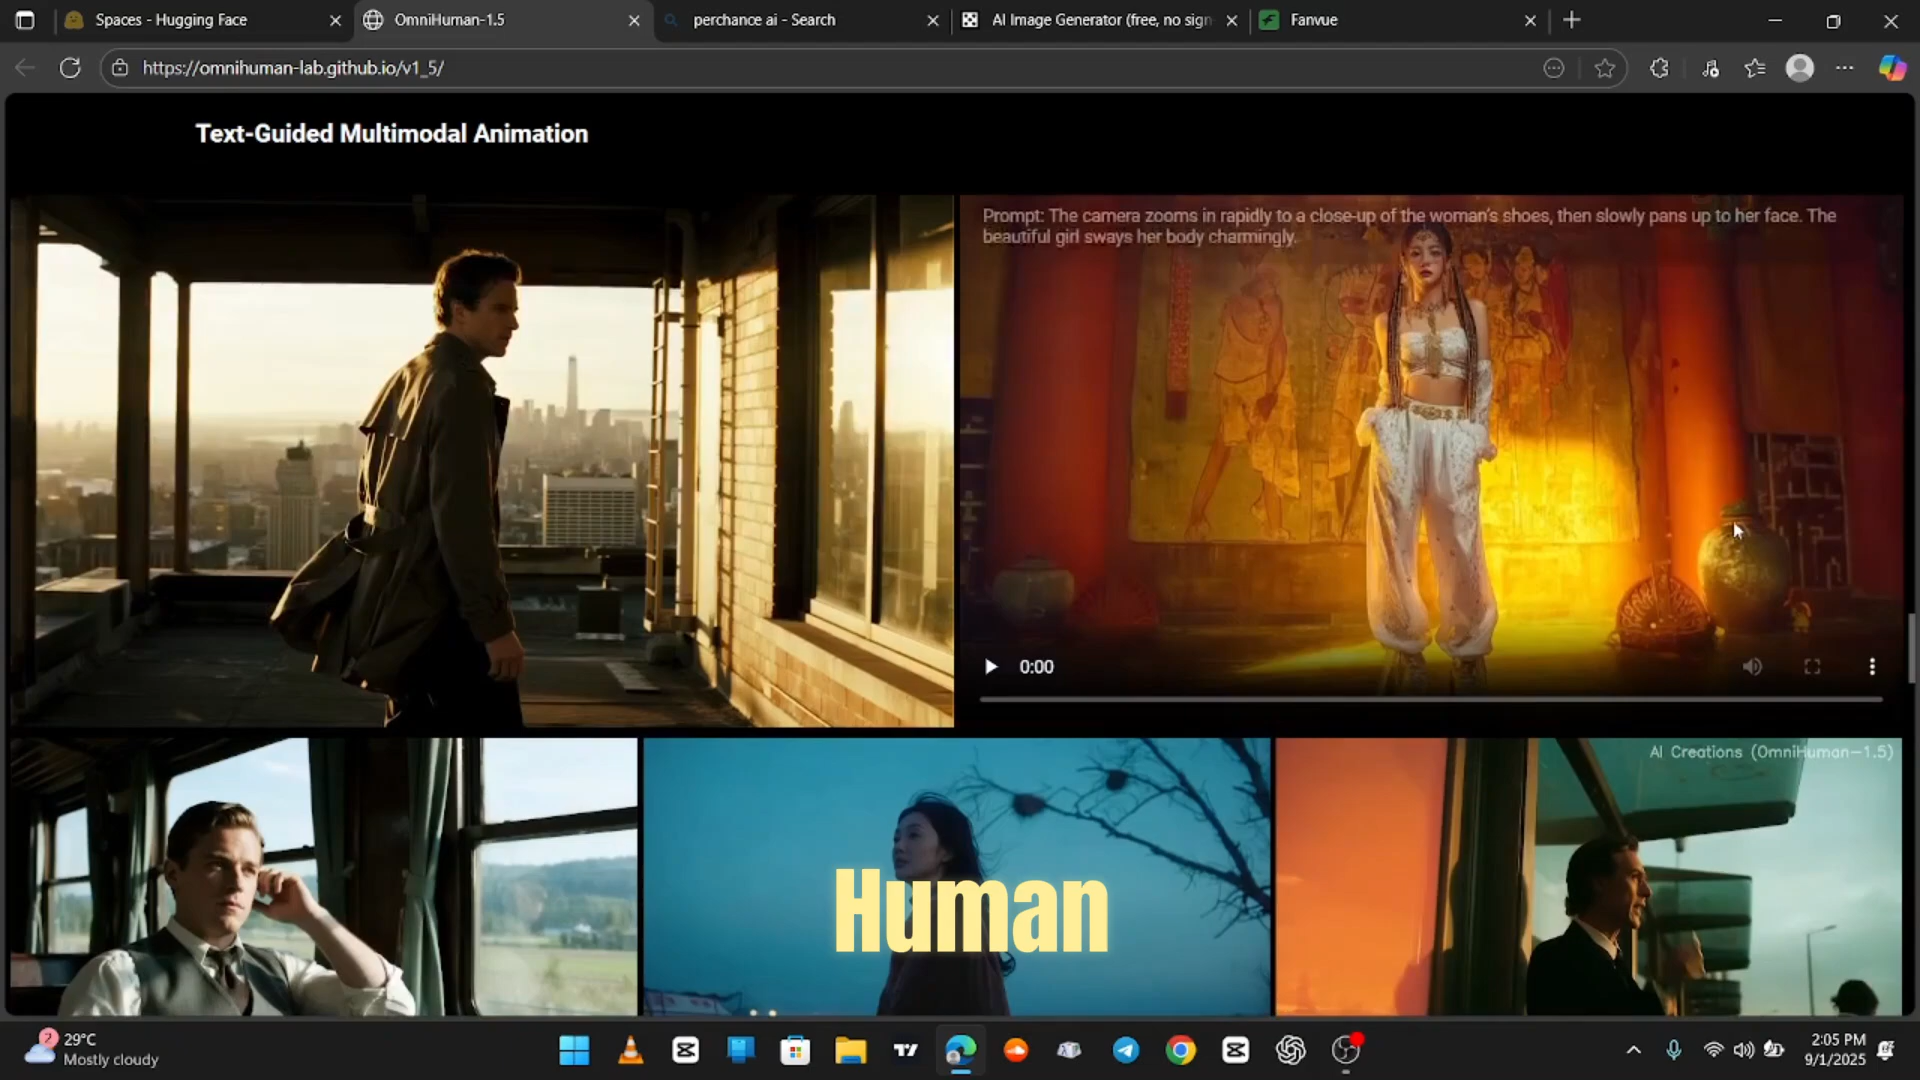 Spaces - Hugging Face
OmniHuman-1.5
perchance ai - Search
AI Image Generator (free, no sign
Fanvue
https://omnihuman-lab.github.io/v1_5/
Text-Guided Multimodal Animation
Prompt: The camera zooms in rapidly to a close-up of the woman's shoes, then slowly pans up to her face. The
beautiful girl sways her body charmingly.
0:00
AI Creations (OmniHuman-1.5)
Human
2
29°C
Mostly cloudy
2:05 PM
9/1/2025